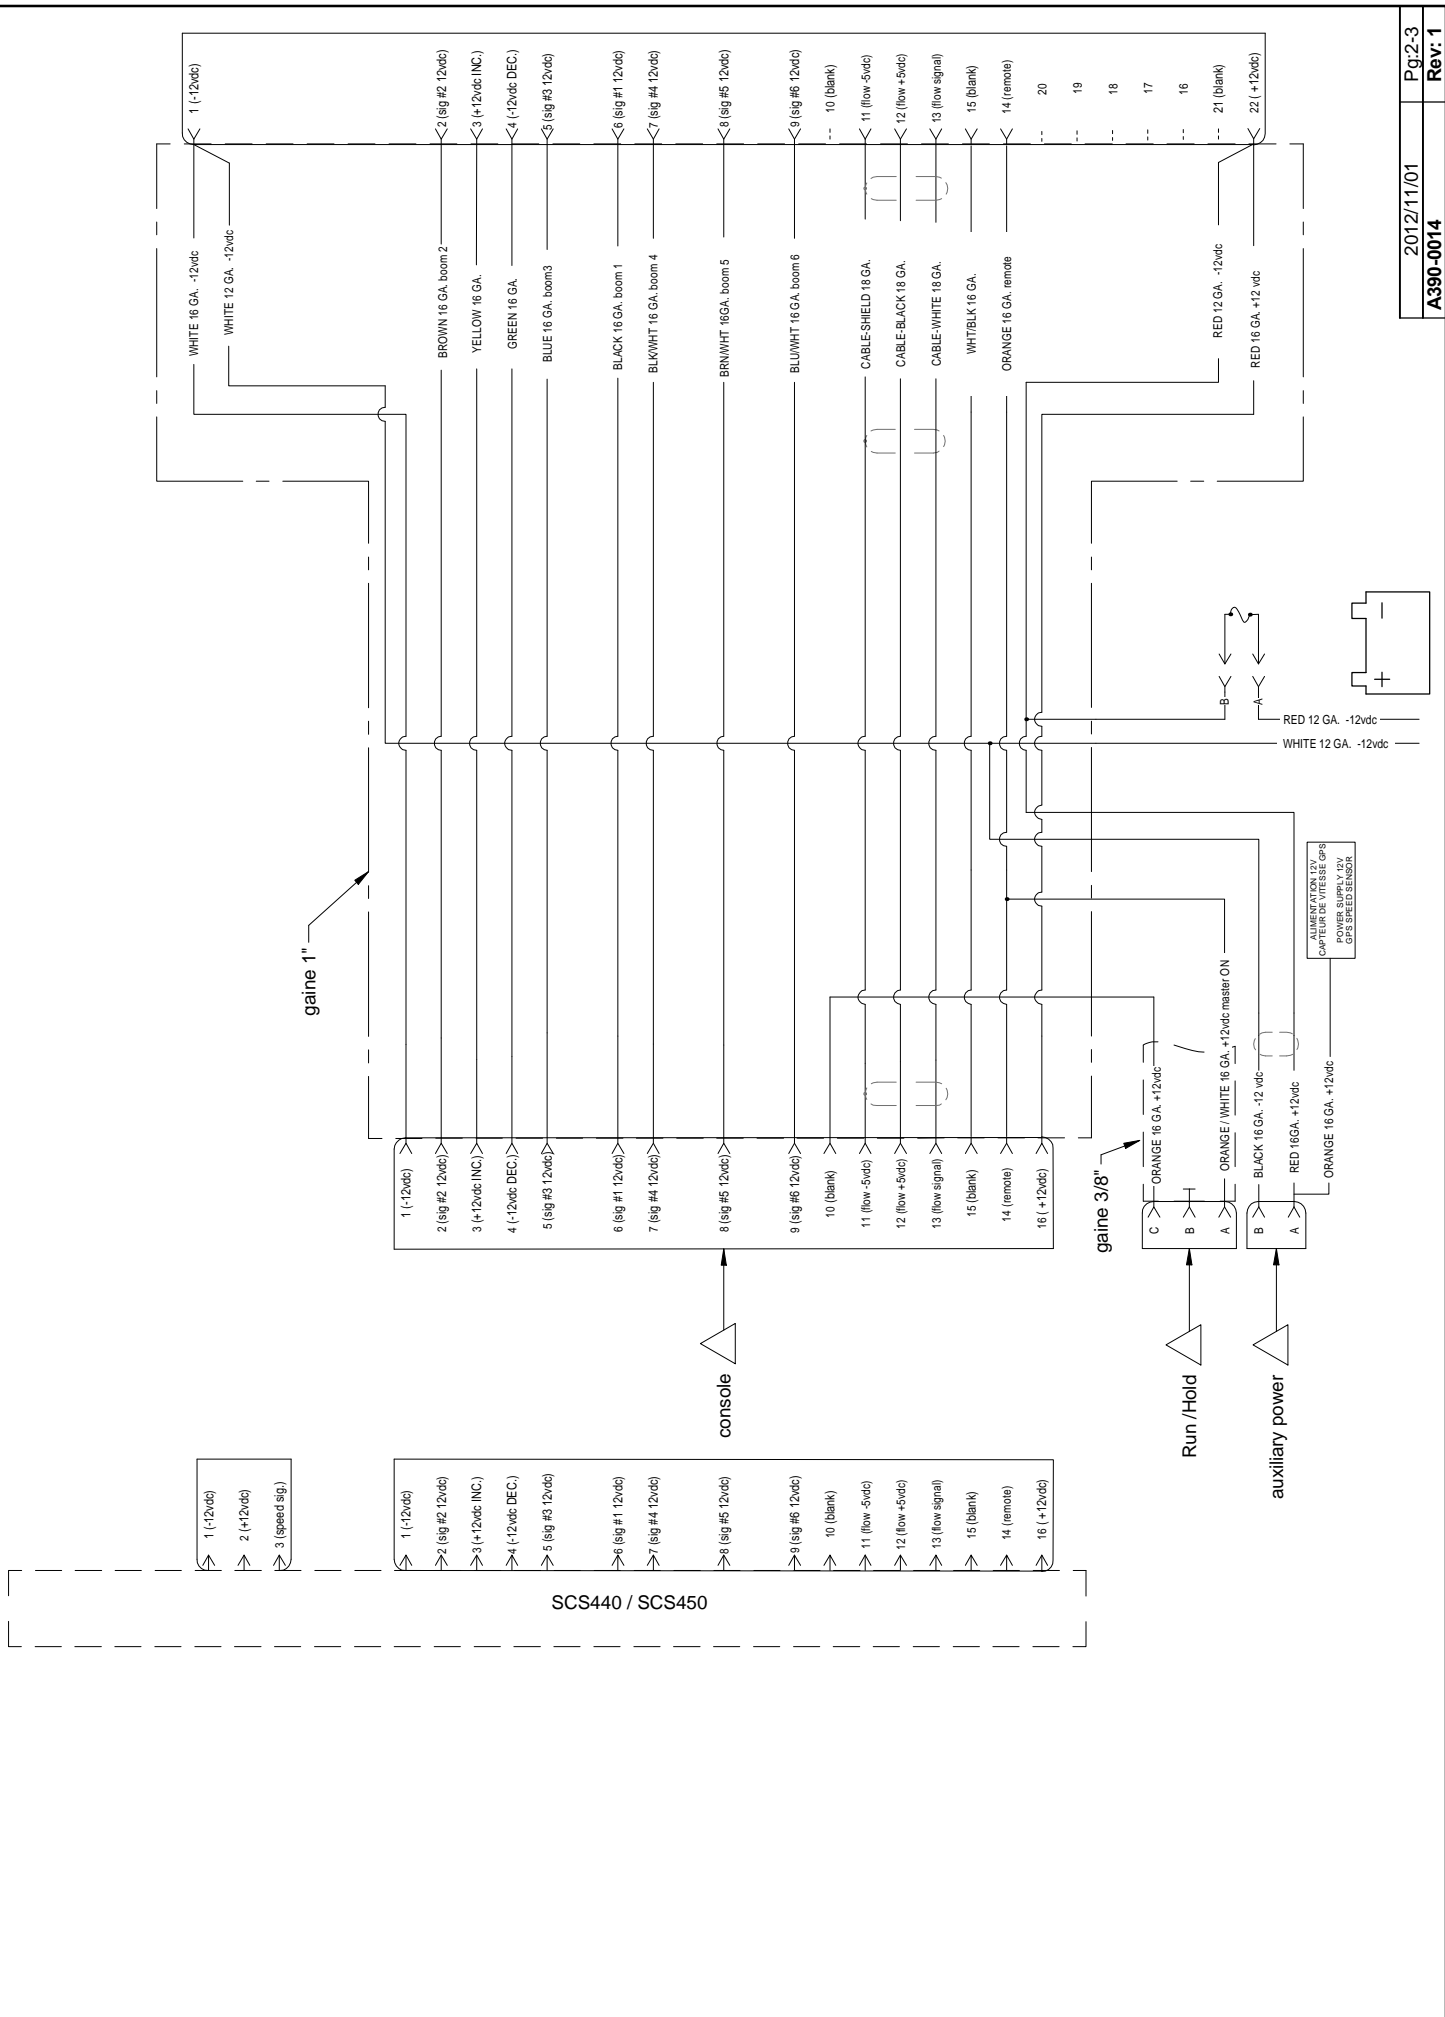 1 (-12vdc)
2 (sig #2 12vdc)
3 (+12vdc INC.)
4 (-12vdc DEC.)
5 (sig #3 12vdc)
6 (sig #1 12vdc)
7 (sig #4 12vdc)
8 (sig #5 12vdc)
9 (sig #6 12vdc)
10 (blank)
11 (flow -5vdc)
12 (flow +5vdc)
13 (flow signal)
15 (blank)
14 (remote)
20
19
18
17
16
21 (blank)
22 ( +12vdc)
WHITE 16 GA. -12vdc
WHITE 12 GA. -12vdc
BROWN 16 GA. boom 2
YELLOW 16 GA.
GREEN 16 GA.
BLUE 16 GA. boom3
BLACK 16 GA. boom 1
BLK/WHT 16 GA. boom 4
BRN/WHT 16GA. boom 5
BLU/WHT 16 GA. boom 6
CABLE-SHIELD 18 GA.
CABLE-BLACK 18 GA.
CABLE-WHITE 18 GA.
WHT/BLK 16 GA.
ORANGE 16 GA. remote
RED 12 GA. -12vdc
RED 16 GA. +12 vdc
gaine 1"
B
A
+
-
RED 12 GA. -12vdc
WHITE 12 GA. -12vdc
ALIMENTATION 12V
CAPTEUR DE VITESSE GPS
POWER SUPPLY 12V
GPS SPEED SENSOR
ORANGE 16 GA. +12vdc
ORANGE / WHITE 16 GA. +12vdc master ON
BLACK 16 GA. -12 vdc
RED 16GA. +12vdc
ORANGE 16 GA. +12vdc
gaine 3/8"
1 (-12vdc)
2 (sig #2 12vdc)
3 (+12vdc INC.)
4 (-12vdc DEC.)
5 (sig #3 12vdc)
6 (sig #1 12vdc)
7 (sig #4 12vdc)
8 (sig #5 12vdc)
9 (sig #6 12vdc)
10 (blank)
11 (flow -5vdc)
12 (flow +5vdc)
13 (flow signal)
15 (blank)
14 (remote)
16 ( +12vdc)
C
B
A
B
A
console
Run /Hold
auxiliary power
1 (-12vdc)
2 (+12vdc)
3 (speed sig.)
1 (-12vdc)
2 (sig #2 12vdc)
3 (+12vdc INC.)
4 (-12vdc DEC.)
5 (sig #3 12vdc)
6 (sig #1 12vdc)
7 (sig #4 12vdc)
8 (sig #5 12vdc)
9 (sig #6 12vdc)
10 (blank)
11 (flow -5vdc)
12 (flow +5vdc)
13 (flow signal)
15 (blank)
14 (remote)
16 ( +12vdc)
SCS440 / SCS450
2012/11/01
Pg:2-3
A390-0014
Rev: 1